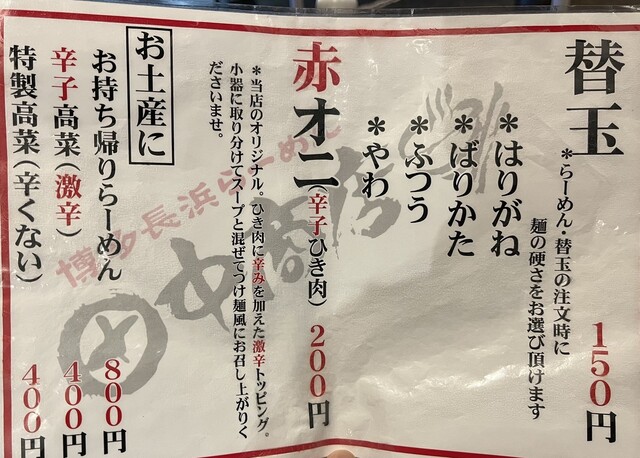 替玉 150円
*らーめん・替玉の注文時に
麺の硬さをお選び頂けます
*はりがね
*ばりかた
*ふつう
*やわ
赤オニ(辛子ひき肉) 200円
*当店のオリジナル。ひき肉に辛みを加えた激辛トッピング。
小器に取り分けてスープと混ぜてつけ麺風にお召し上がりく
ださいませ。
お土産に
お持ち帰りらーめん 800円
辛子高菜(激辛) 400円
特製高菜(辛くない) 400円
博多長浜らーめん